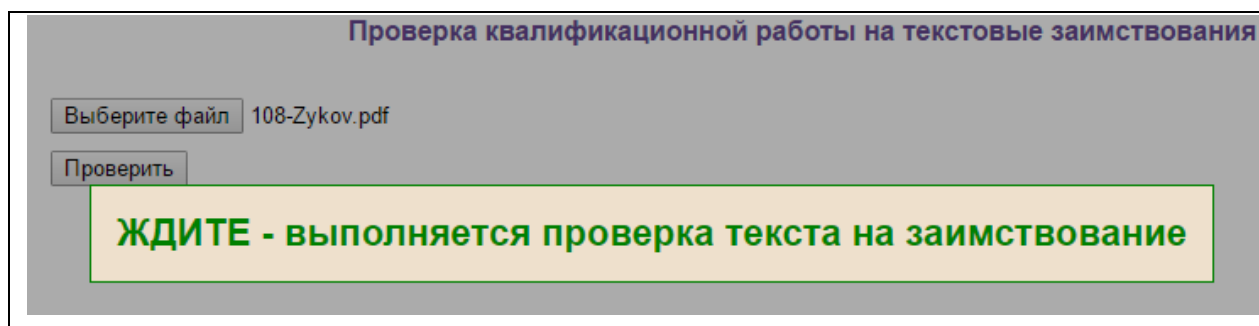 Проверка квалификационной работы на текстовые заимствования
Выберите файл 108-Zykov.pdf
Проверить
ЖДИТЕ - выполняется проверка текста на заимствование